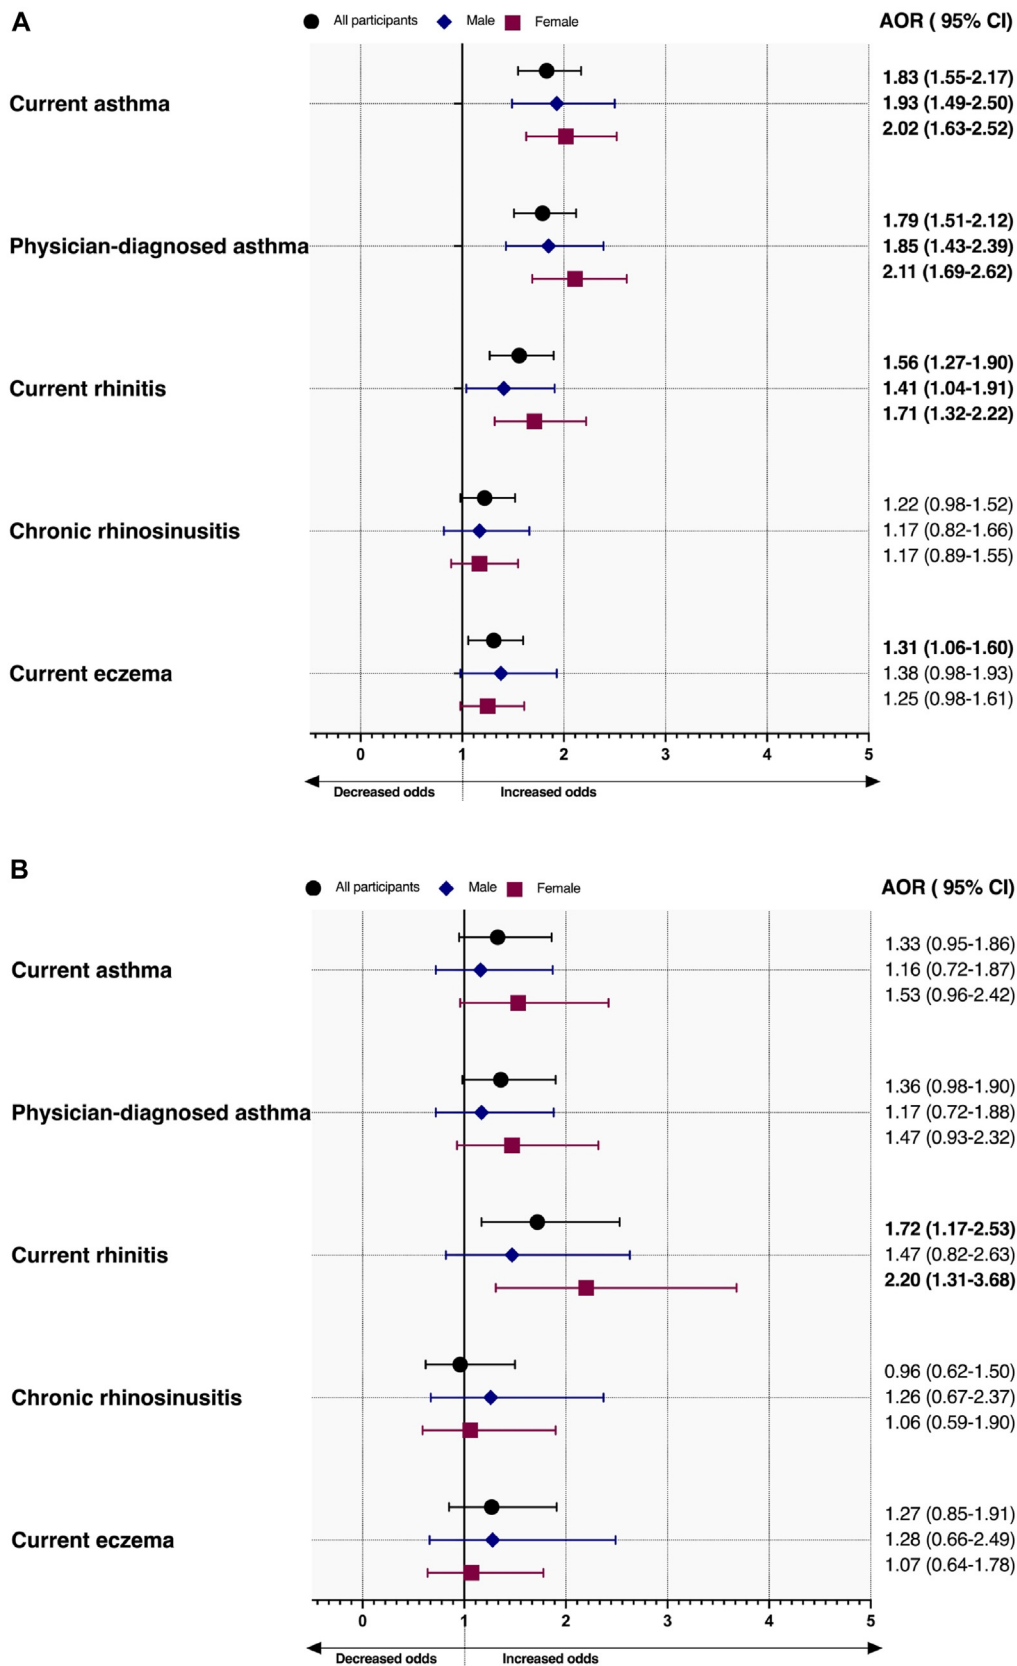 A
All participants Male Female AOR ( 95% CI)
1.83 (1.55-2.17)
Current asthma 1.93 (1.49-2.50)
2.02 (1.63-2.52)
1.79 (1.51-2.12)
Physician-diagnosed asthma 1.85 (1.43-2.39)
2.11 (1.69-2.62)
1.56 (1.27-1.90)
Current rhinitis 1.41 (1.04-1.91)
1.71 (1.32-2.22)
1.22 (0.98-1.52)
Chronic rhinosinusitis 1.17 (0.82-1.66)
1.17 (0.89-1.55)
1.31 (1.06-1.60)
Current eczema 1.38 (0.98-1.93)
1.25 (0.98-1.61)
0 1 2 3 4 5
Decreased odds Increased odds
B
All participants Male Female AOR ( 95% CI)
1.33 (0.95-1.86)
Current asthma 1.16 (0.72-1.87)
1.53 (0.96-2.42)
1.36 (0.98-1.90)
Physician-diagnosed asthma 1.17 (0.72-1.88)
1.47 (0.93-2.32)
1.72 (1.17-2.53)
Current rhinitis 1.47 (0.82-2.63)
2.20 (1.31-3.68)
0.96 (0.62-1.50)
Chronic rhinosinusitis 1.26 (0.67-2.37)
1.06 (0.59-1.90)
1.27 (0.85-1.91)
Current eczema 1.28 (0.66-2.49)
1.07 (0.64-1.78)
0 1 2 3 4 5
Decreased odds Increased odds